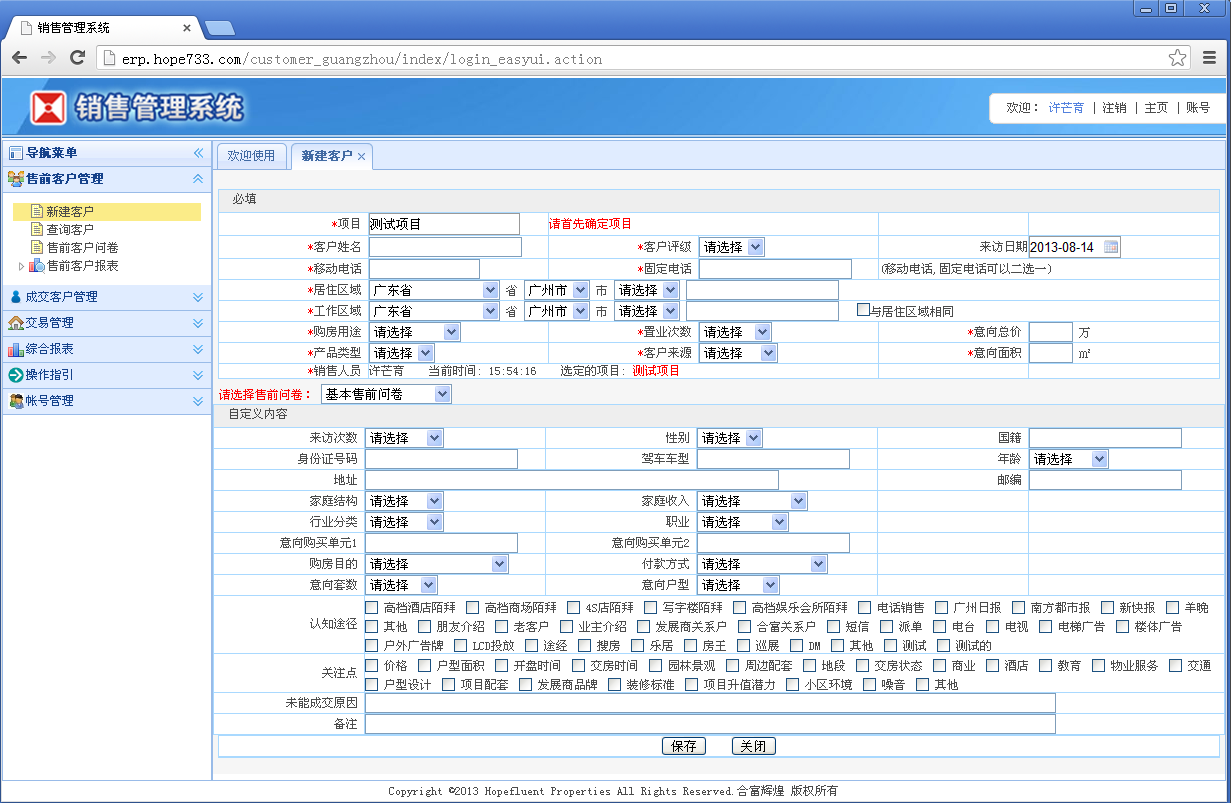 销售管理系统
erp.hope733.com/customer_guangzhou/index/login_easyui.action
销售管理系统
欢迎： 许芒育 | 注销 | 主页 | 账号
导航菜单
售前客户管理
新建客户
查询客户
售前客户问卷
售前客户报表
成交客户管理
交易管理
综合报表
操作指引
帐号管理
欢迎使用 新建客户
必填
*项目 测试项目 请首先确定项目
*客户姓名 *客户评级 请选择 来访日期 2013-08-14
*移动电话 *固定电话 (移动电话, 固定电话可以二选一)
*居住区域 广东省 省 广州市 市 请选择
*工作区域 广东省 省 广州市 市 请选择 与居住区域相同
*购房用途 请选择 *置业次数 请选择 *意向总价 万
*产品类型 请选择 *客户来源 请选择 *意向面积 ㎡
*销售人员 许芒育 当前时间: 15:54:16 选定的项目: 测试项目
请选择售前问卷： 基本售前问卷
自定义内容
来访次数 请选择 性别 请选择 国籍
身份证号码 驾车车型 年龄 请选择
地址 邮编
家庭结构 请选择 家庭收入 请选择
行业分类 请选择 职业 请选择
意向购买单元1 意向购买单元2
购房目的 请选择 付款方式 请选择
意向套数 请选择 意向户型 请选择
认知途径 高档酒店陌拜 高档商场陌拜 4S店陌拜 写字楼陌拜 高档娱乐会所陌拜 电话销售 广州日报 南方都市报 新快报 羊晚
其他 朋友介绍 老客户 业主介绍 发展商关系户 合富关系户 短信 派单 电台 电视 电梯广告 楼体广告
户外广告牌 LCD投放 途经 搜房 乐居 房王 巡展 DM 其他 测试 测试的
关注点 价格 户型面积 开盘时间 交房时间 园林景观 周边配套 地段 交房状态 商业 酒店 教育 物业服务 交通
户型设计 项目配套 发展商品牌 装修标准 项目升值潜力 小区环境 噪音 其他
未能成交原因
备注
保存 关闭
Copyright ©2013 Hopefluent Properties All Rights Reserved.合富辉煌 版权所有